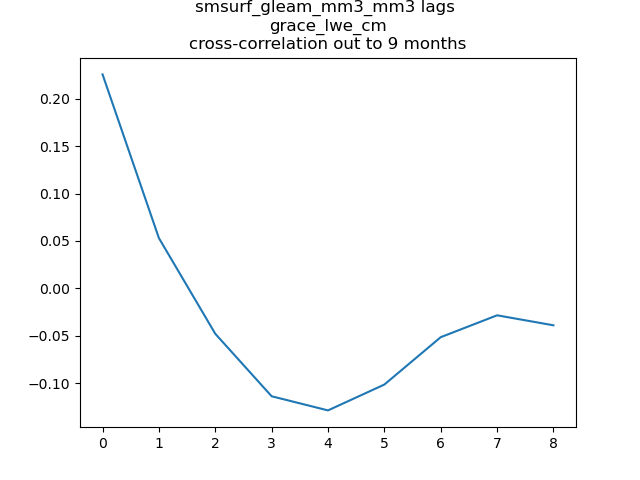 smsurf_gleam_mm3_mm3 lags
grace_lwe_cm
cross-correlation out to 9 months
0.20
0.15
0.10
0.05
0.00
−0.05
−0.10
0 1 2 3 4 5 6 7 8